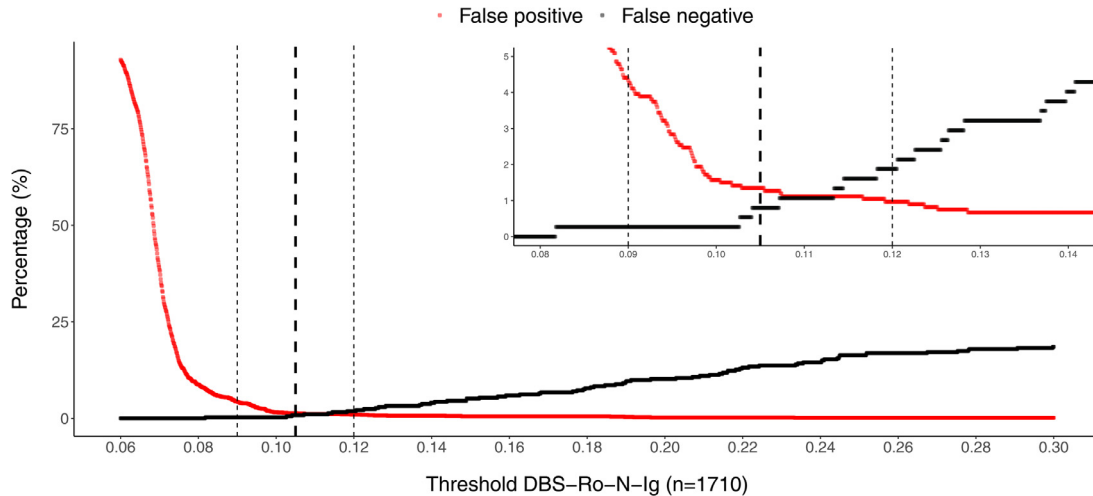 False positive False negative
5
4
3
2
1
0
0.08 0.09 0.10 0.11 0.12 0.13 0.14
Percentage (%)
75
50
25
0
0.06 0.08 0.10 0.12 0.14 0.16 0.18 0.20 0.22 0.24 0.26 0.28 0.30
Threshold DBS−Ro−N−Ig (n=1710)